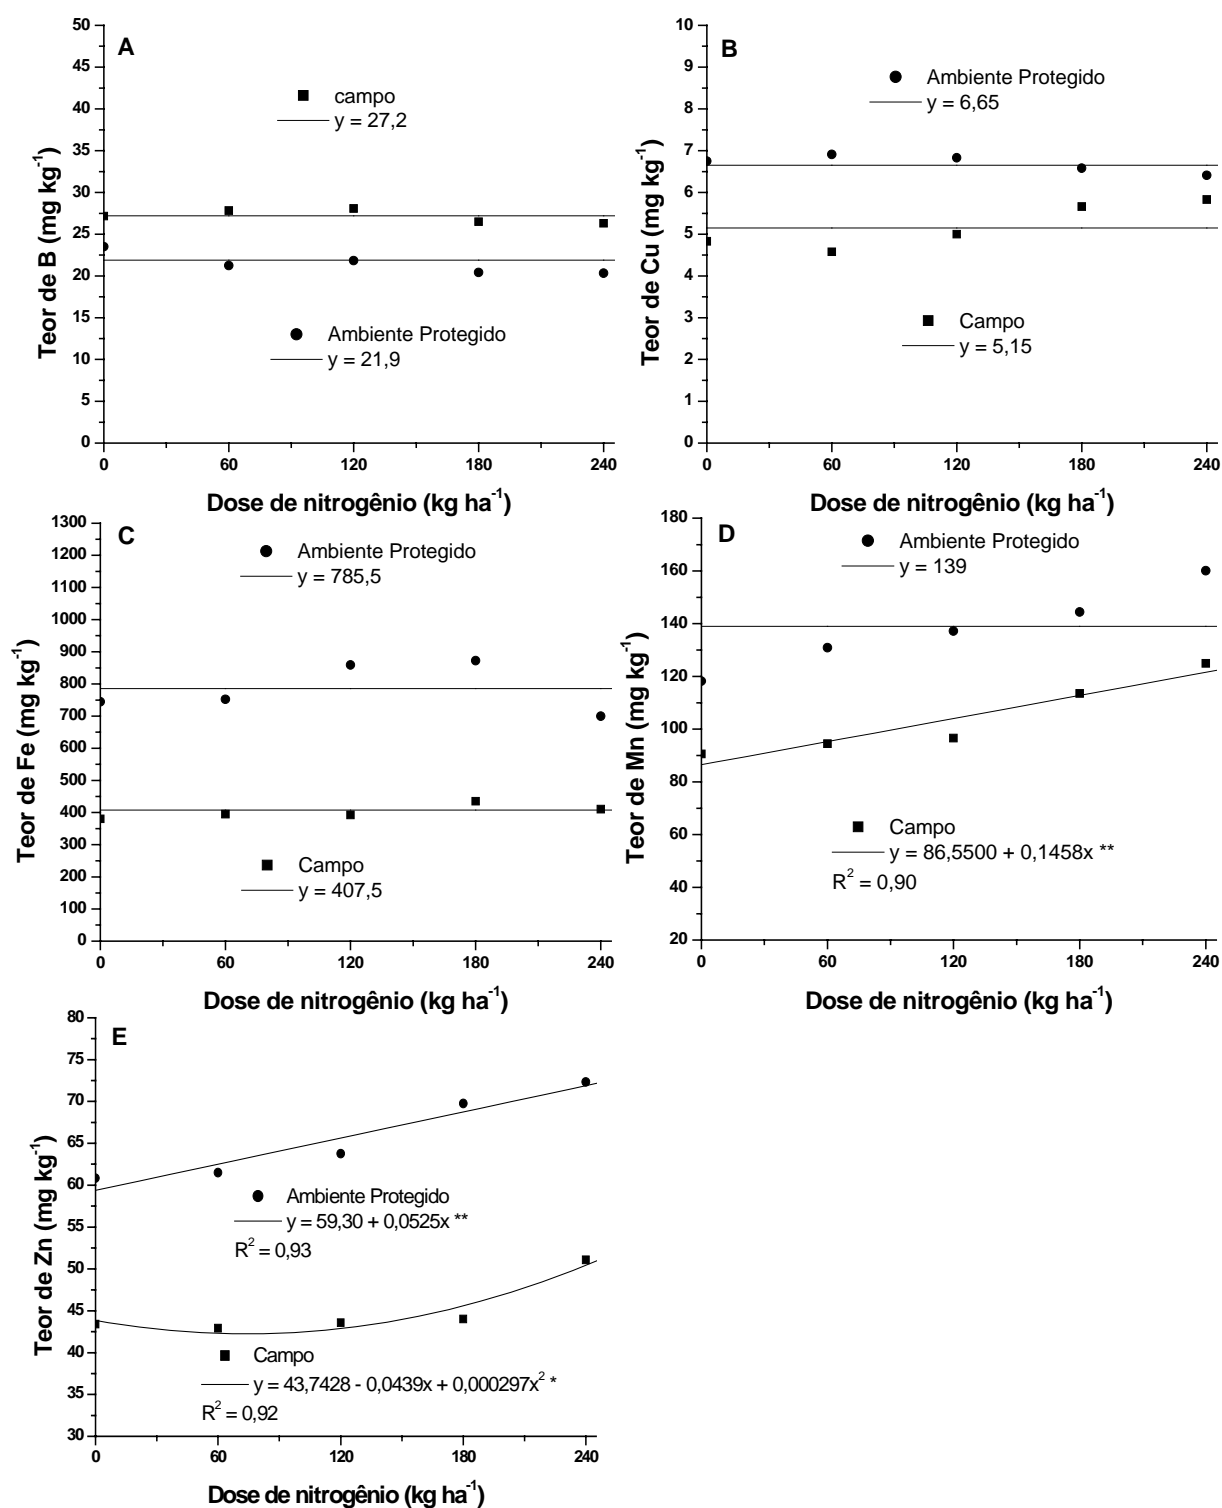 A
campo
y = 27,2
Ambiente Protegido
y = 21,9
Teor de B (mg kg⁻¹)
50
45
40
35
30
25
20
15
10
5
0
0 60 120 180 240
Dose de nitrogênio (kg ha⁻¹)
B
Ambiente Protegido
y = 6,65
Campo
y = 5,15
Teor de Cu (mg kg⁻¹)
10
9
8
7
6
5
4
3
2
1
0
0 60 120 180 240
Dose de nitrogênio (kg ha⁻¹)
C
Ambiente Protegido
y = 785,5
Campo
y = 407,5
Teor de Fe (mg kg⁻¹)
1300
1200
1100
1000
900
800
700
600
500
400
300
200
100
0
0 60 120 180 240
Dose de nitrogênio (kg ha⁻¹)
D
Ambiente Protegido
y = 139
Campo
y = 86,5500 + 0,1458x **
R² = 0,90
Teor de Mn (mg kg⁻¹)
180
160
140
120
100
80
60
40
20
0 60 120 180 240
Dose de nitrogênio (kg ha⁻¹)
E
Ambiente Protegido
y = 59,30 + 0,0525x **
R² = 0,93
Campo
y = 43,7428 - 0,0439x + 0,000297x² *
R² = 0,92
Teor de Zn (mg kg⁻¹)
80
75
70
65
60
55
50
45
40
35
30
0 60 120 180 240
Dose de nitrogênio (kg ha⁻¹)